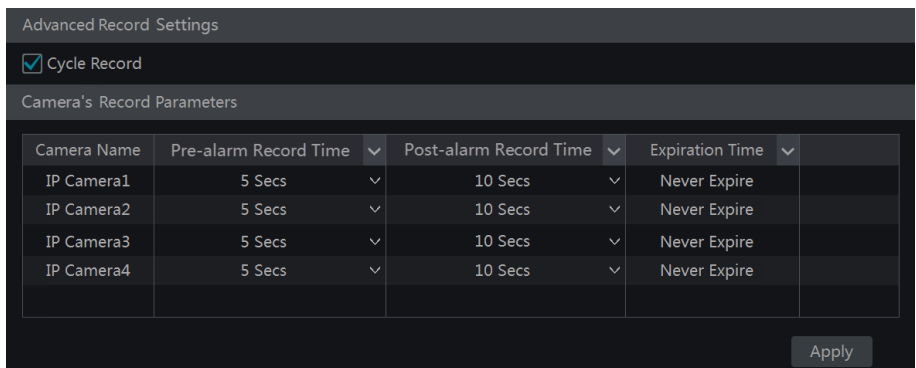 Advanced Record Settings
Cycle Record
Camera's Record Parameters
Camera Name Pre-alarm Record Time Post-alarm Record Time Expiration Time
IP Camera1 5 Secs 10 Secs Never Expire
IP Camera2 5 Secs 10 Secs Never Expire
IP Camera3 5 Secs 10 Secs Never Expire
IP Camera4 5 Secs 10 Secs Never Expire
Apply